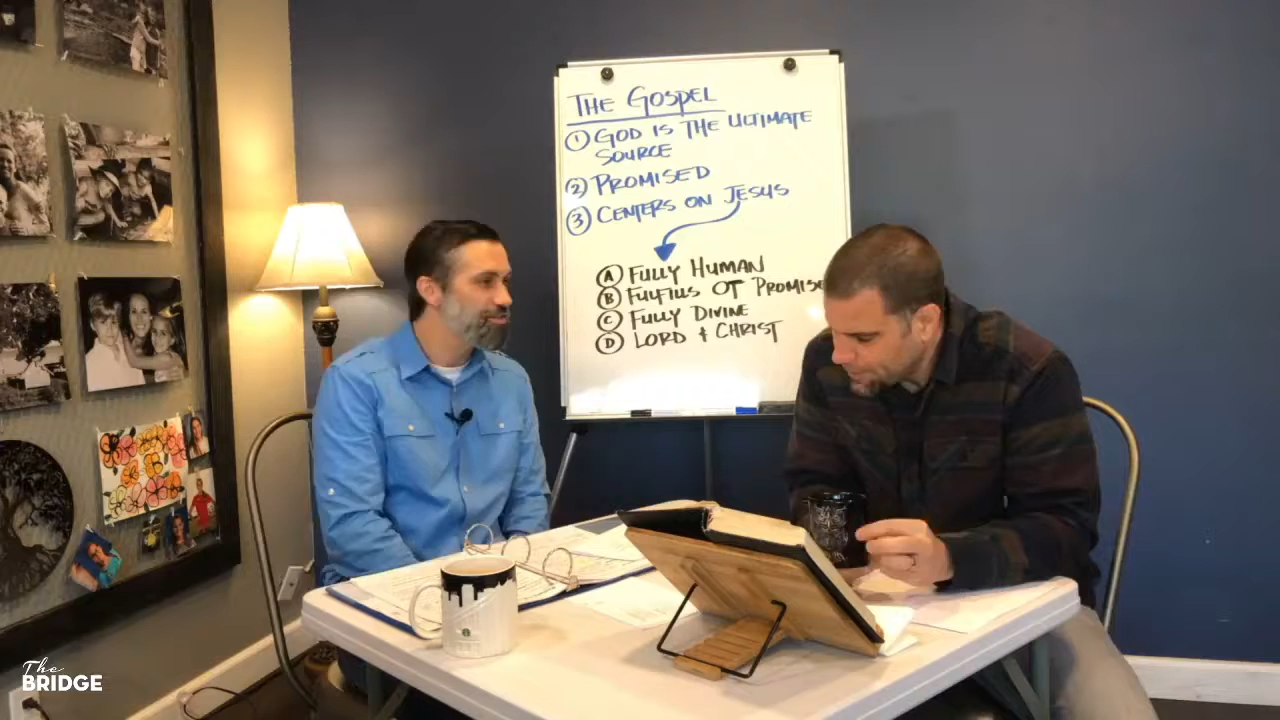 THE GOSPEL
① GOD IS THE ULTIMATE
SOURCE
② PROMISED
③ CENTERS ON JESUS
Ⓐ FULLY HUMAN
Ⓑ FULFILLS OT PROMISE
Ⓒ FULLY DIVINE
Ⓓ LORD + CHRIST
The
BRIDGE